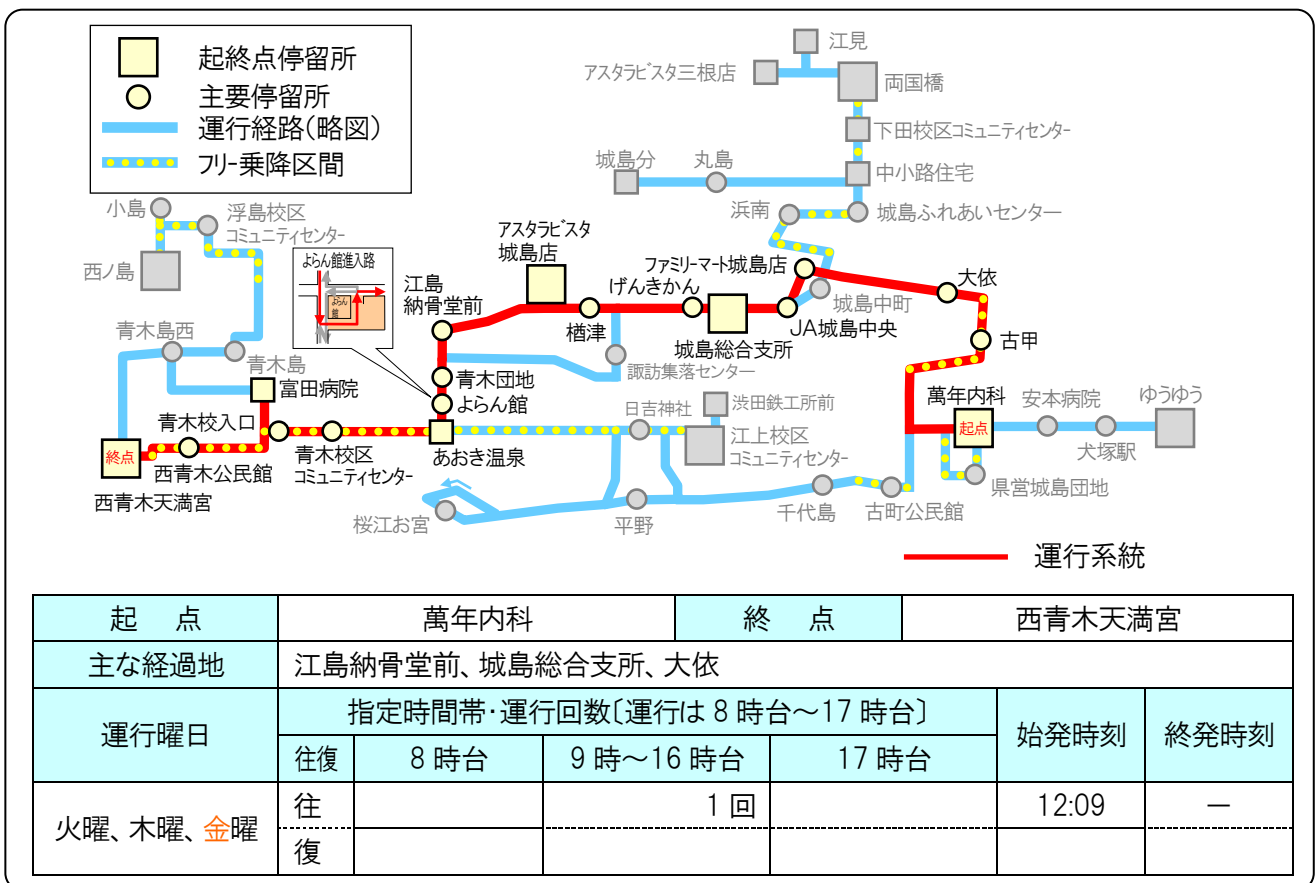 起終点停留所
主要停留所
運行経路(略図)
フリー乗降区間
江見
アスタラビスタ三根店
両国橋
下田校区コミュニティセンター
城島分
丸島
中小路住宅
小島
浮島校区
コミュニティセンター
浜南
城島ふれあいセンター
西ノ島
よらん館進入路
よらん
館
江島
納骨堂前
アスタラビスタ
城島店
ファミリーマート城島店
げんきかん
大依
城島中町
青木島西
青木島
楢津
城島総合支所
JA城島中央
古甲
諏訪集落センター
富田病院
青木団地
よらん館
萬年内科
起点
安本病院
ゆうゆう
犬塚駅
日吉神社
渋田鉄工所前
青木校入口
終点
西青木公民館
青木校区
コミュニティセンター
あおき温泉
江上校区
コミュニティセンター
西青木天満宮
県営城島団地
桜江お宮
平野
千代島
古町公民館
運行系統
起 点 萬年内科 終 点 西青木天満宮
主な経過地 江島納骨堂前、城島総合支所、大依
運行曜日 指定時間帯・運行回数〔運行は8時台～17時台〕 始発時刻 終発時刻
往復 8時台 9時～16時台 17時台
火曜、木曜、金曜 往 1回 12:09 －
復